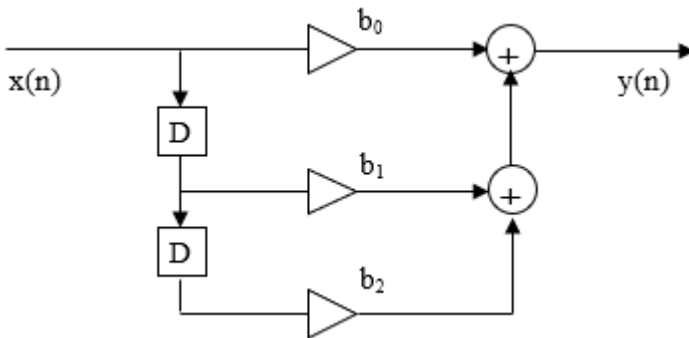 b₀
+
x(n)
y(n)
D
b₁
+
D
b₂